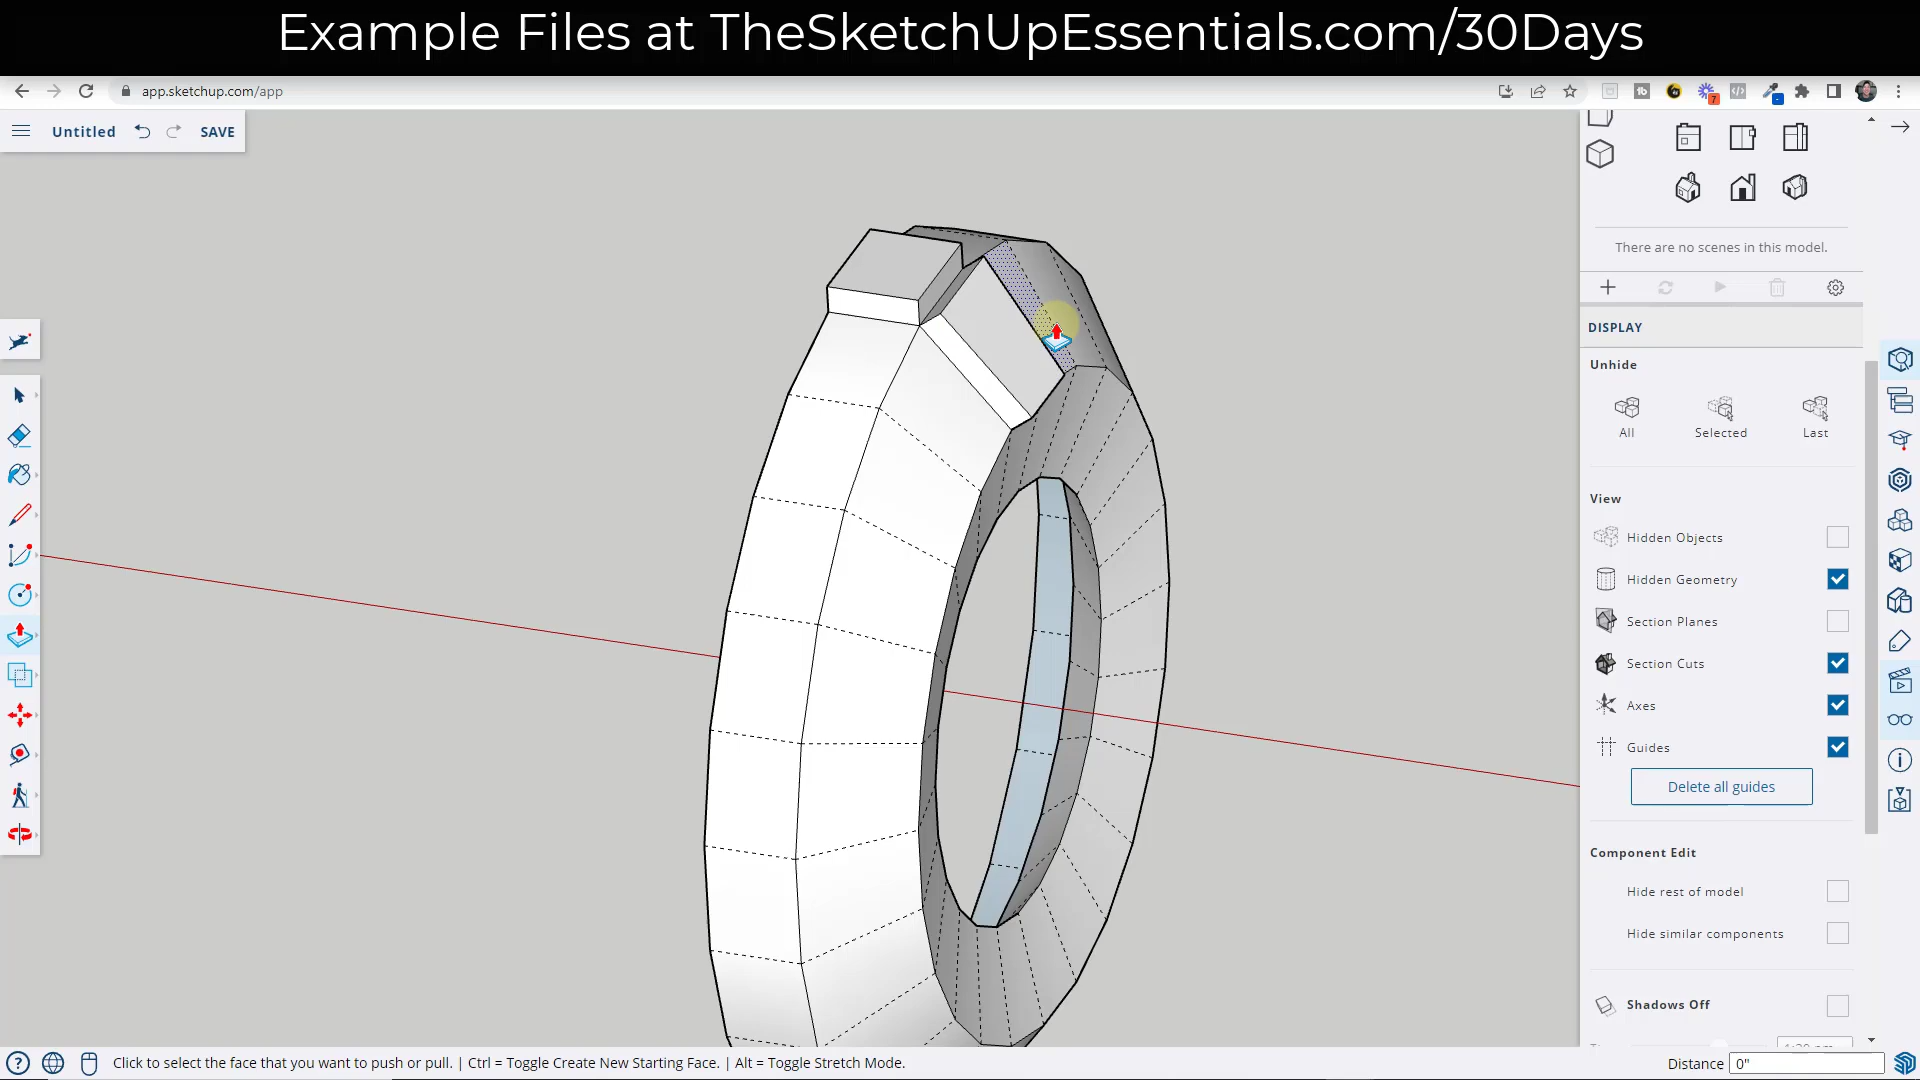 Example Files at TheSketchUpEssentials.com/30Days
app.sketchup.com/app
7
Untitled
SAVE
There are no scenes in this model.
DISPLAY
Unhide
All
Selected
Last
View
Hidden Objects
Hidden Geometry
Section Planes
Section Cuts
Axes
Guides
Delete all guides
Component Edit
Hide rest of model
Hide similar components
Shadows Off
Click to select the face that you want to push or pull. | Ctrl = Toggle Create New Starting Face. | Alt = Toggle Stretch Mode.
Distance 0"